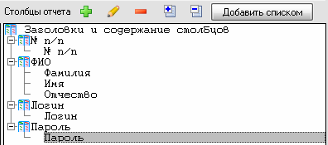 Столбцы отчета Добавить списком
Заголовки и содержание столбцов
№ п/п
№ п/п
ФИО
Фамилия
Имя
Отчество
Логин
Логин
Пароль
Пароль